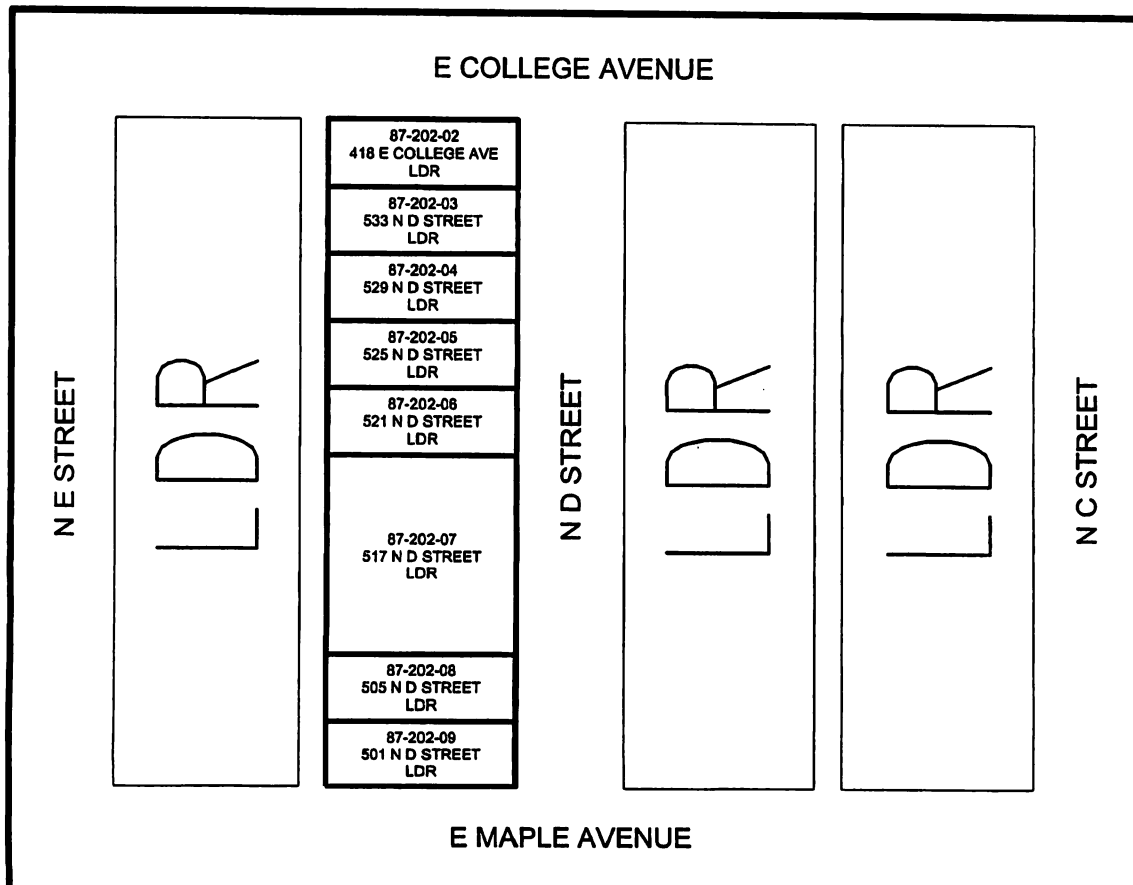 E COLLEGE AVENUE
87-202-02
418 E COLLEGE AVE
LDR
87-202-03
533 N D STREET
LDR
87-202-04
529 N D STREET
LDR
87-202-05
525 N D STREET
LDR
87-202-06
521 N D STREET
LDR
87-202-07
517 N D STREET
LDR
87-202-08
505 N D STREET
LDR
87-202-09
501 N D STREET
LDR
N E STREET
LDR
N D STREET
LDR
LDR
N C STREET
E MAPLE AVENUE